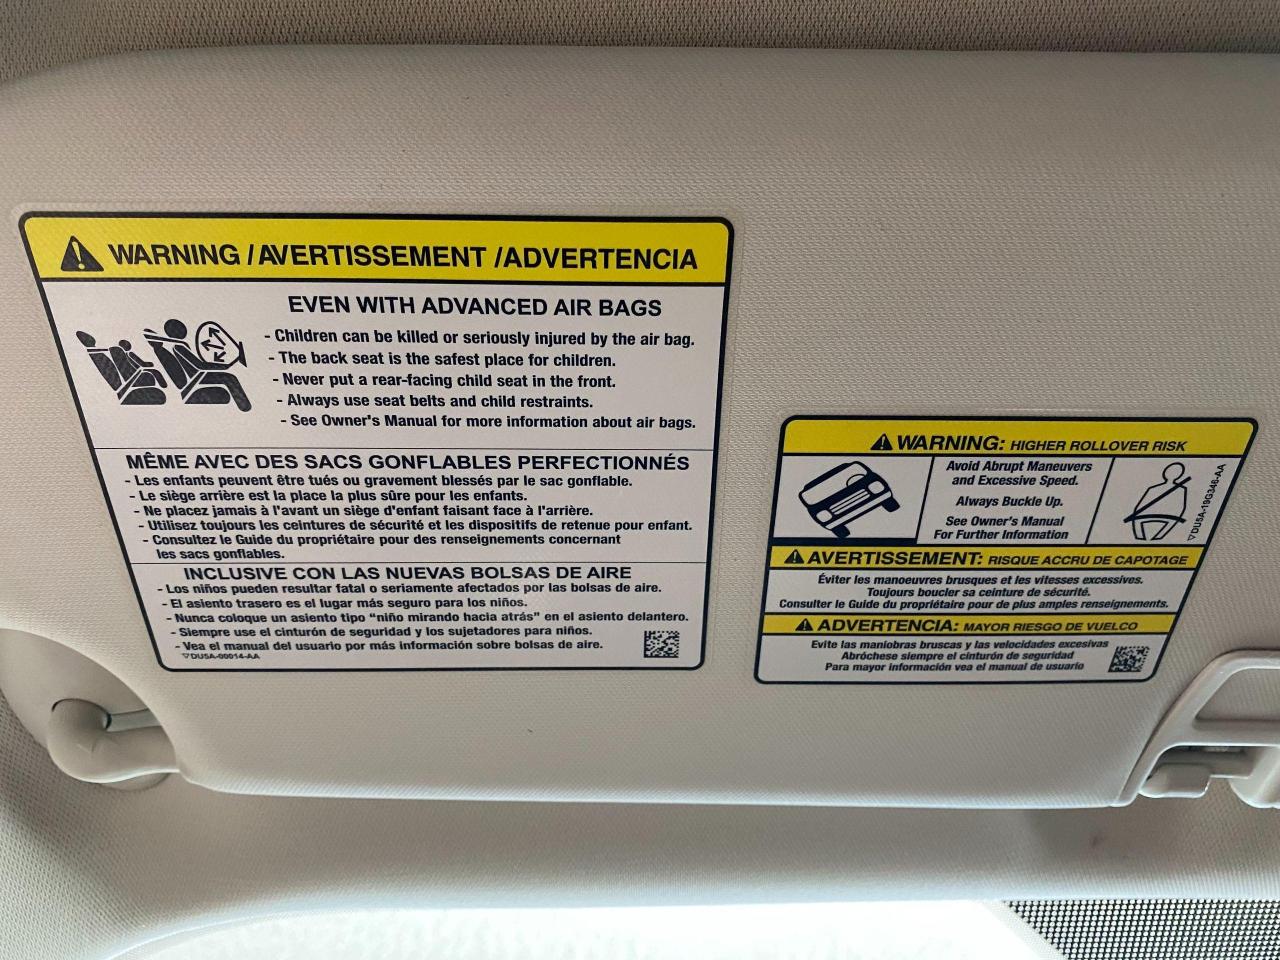 WARNING / AVERTISSEMENT / ADVERTENCIA
EVEN WITH ADVANCED AIR BAGS
- Children can be killed or seriously injured by the air bag.
- The back seat is the safest place for children.
- Never put a rear-facing child seat in the front.
- Always use seat belts and child restraints.
- See Owner's Manual for more information about air bags.
MÊME AVEC DES SACS GONFLABLES PERFECTIONNÉS
- Les enfants peuvent être tués ou gravement blessés par le sac gonflable.
- Le siège arrière est la place la plus sûre pour les enfants.
- Ne placez jamais à l'avant un siège d'enfant faisant face à l'arrière.
- Utilisez toujours les ceintures de sécurité et les dispositifs de retenue pour enfant.
- Consultez le Guide du propriétaire pour des renseignements concernant
les sacs gonflables.
INCLUSIVE CON LAS NUEVAS BOLSAS DE AIRE
- Los niños pueden resultar fatal o seriamente afectados por las bolsas de aire.
- El asiento trasero es el lugar más seguro para los niños.
- Nunca coloque un asiento tipo "niño mirando hacia atrás" en el asiento delantero.
- Siempre use el cinturón de seguridad y los sujetadores para niños.
- Vea el manual del usuario por más información sobre bolsas de aire.
DU5A-00014-AA
WARNING: HIGHER ROLLOVER RISK
Avoid Abrupt Maneuvers
and Excessive Speed.
Always Buckle Up.
See Owner's Manual
For Further Information
DU5A-19G346-AA
AVERTISSEMENT: RISQUE ACCRU DE CAPOTAGE
Éviter les manoeuvres brusques et les vitesses excessives.
Toujours boucler sa ceinture de sécurité.
Consulter le Guide du propriétaire pour de plus amples renseignements.
ADVERTENCIA: MAYOR RIESGO DE VUELCO
Evite las maniobras bruscas y las velocidades excesivas
Abróchese siempre el cinturón de seguridad
Para mayor información vea el manual de usuario